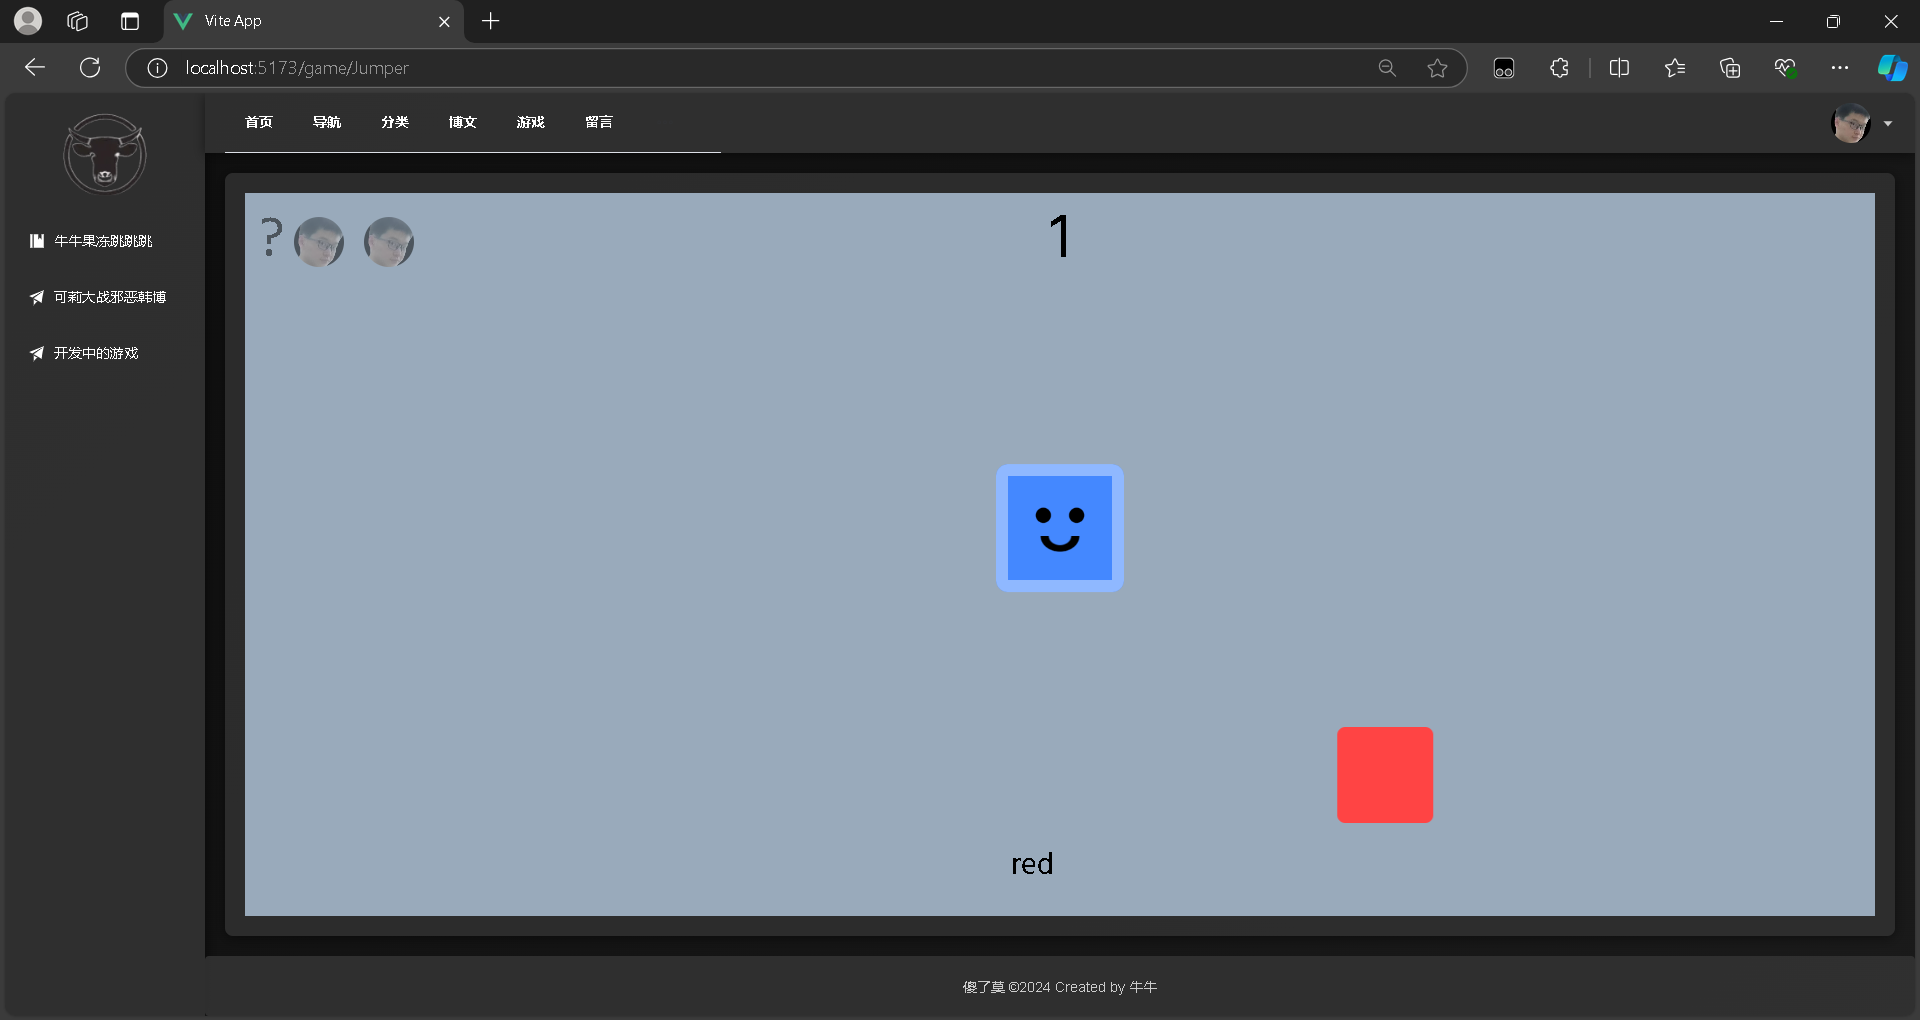 Vite App
localhost:5173/game/Jumper
首页 导航 分类 博文 游戏 留言
牛牛果冻跳跳跳
可莉大战邪恶韩博
开发中的游戏
?
1
red
傻了莫 ©2024 Created by 牛牛